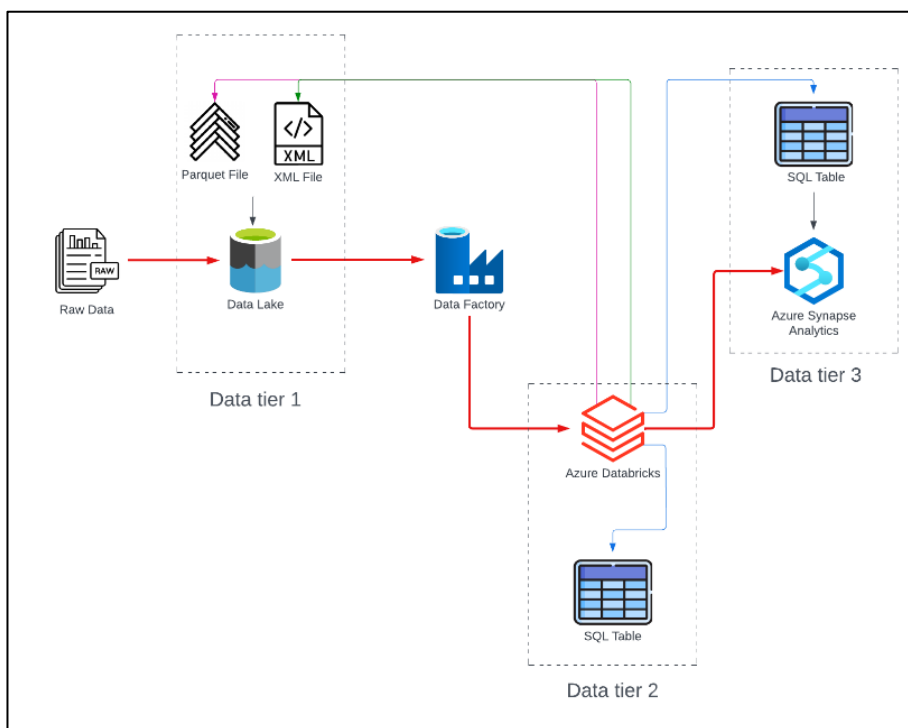 Parquet File
XML
XML File
SQL Table
RAW
Raw Data
Data Lake
Data Factory
Azure Synapse
Analytics
Data tier 1
Data tier 3
Azure Databricks
SQL Table
Data tier 2